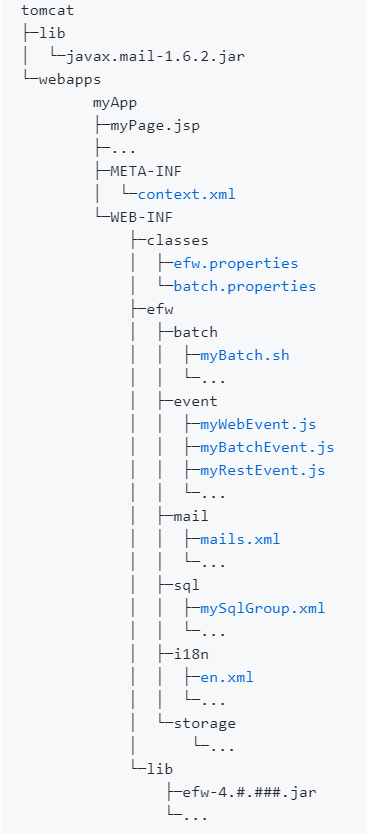 tomcat
├─lib
│  └─javax.mail-1.6.2.jar
└─webapps
        myApp
        ├─myPage.jsp
        ├─...
        ├─META-INF
        │  └─context.xml
        └─WEB-INF
            ├─classes
            │  ├─efw.properties
            │  └─batch.properties
            ├─efw
            │  ├─batch
            │  │  ├─myBatch.sh
            │  │  └─...
            │  ├─event
            │  │  ├─myWebEvent.js
            │  │  ├─myBatchEvent.js
            │  │  ├─myRestEvent.js
            │  │  └─...
            │  ├─mail
            │  │  ├─mails.xml
            │  │  └─...
            │  ├─sql
            │  │  ├─mySqlGroup.xml
            │  │  └─...
            │  ├─i18n
            │  │  ├─en.xml
            │  │  └─...
            │  └─storage
            │      └─...
            └─lib
                ├─efw-4.#.###.jar
                └─...